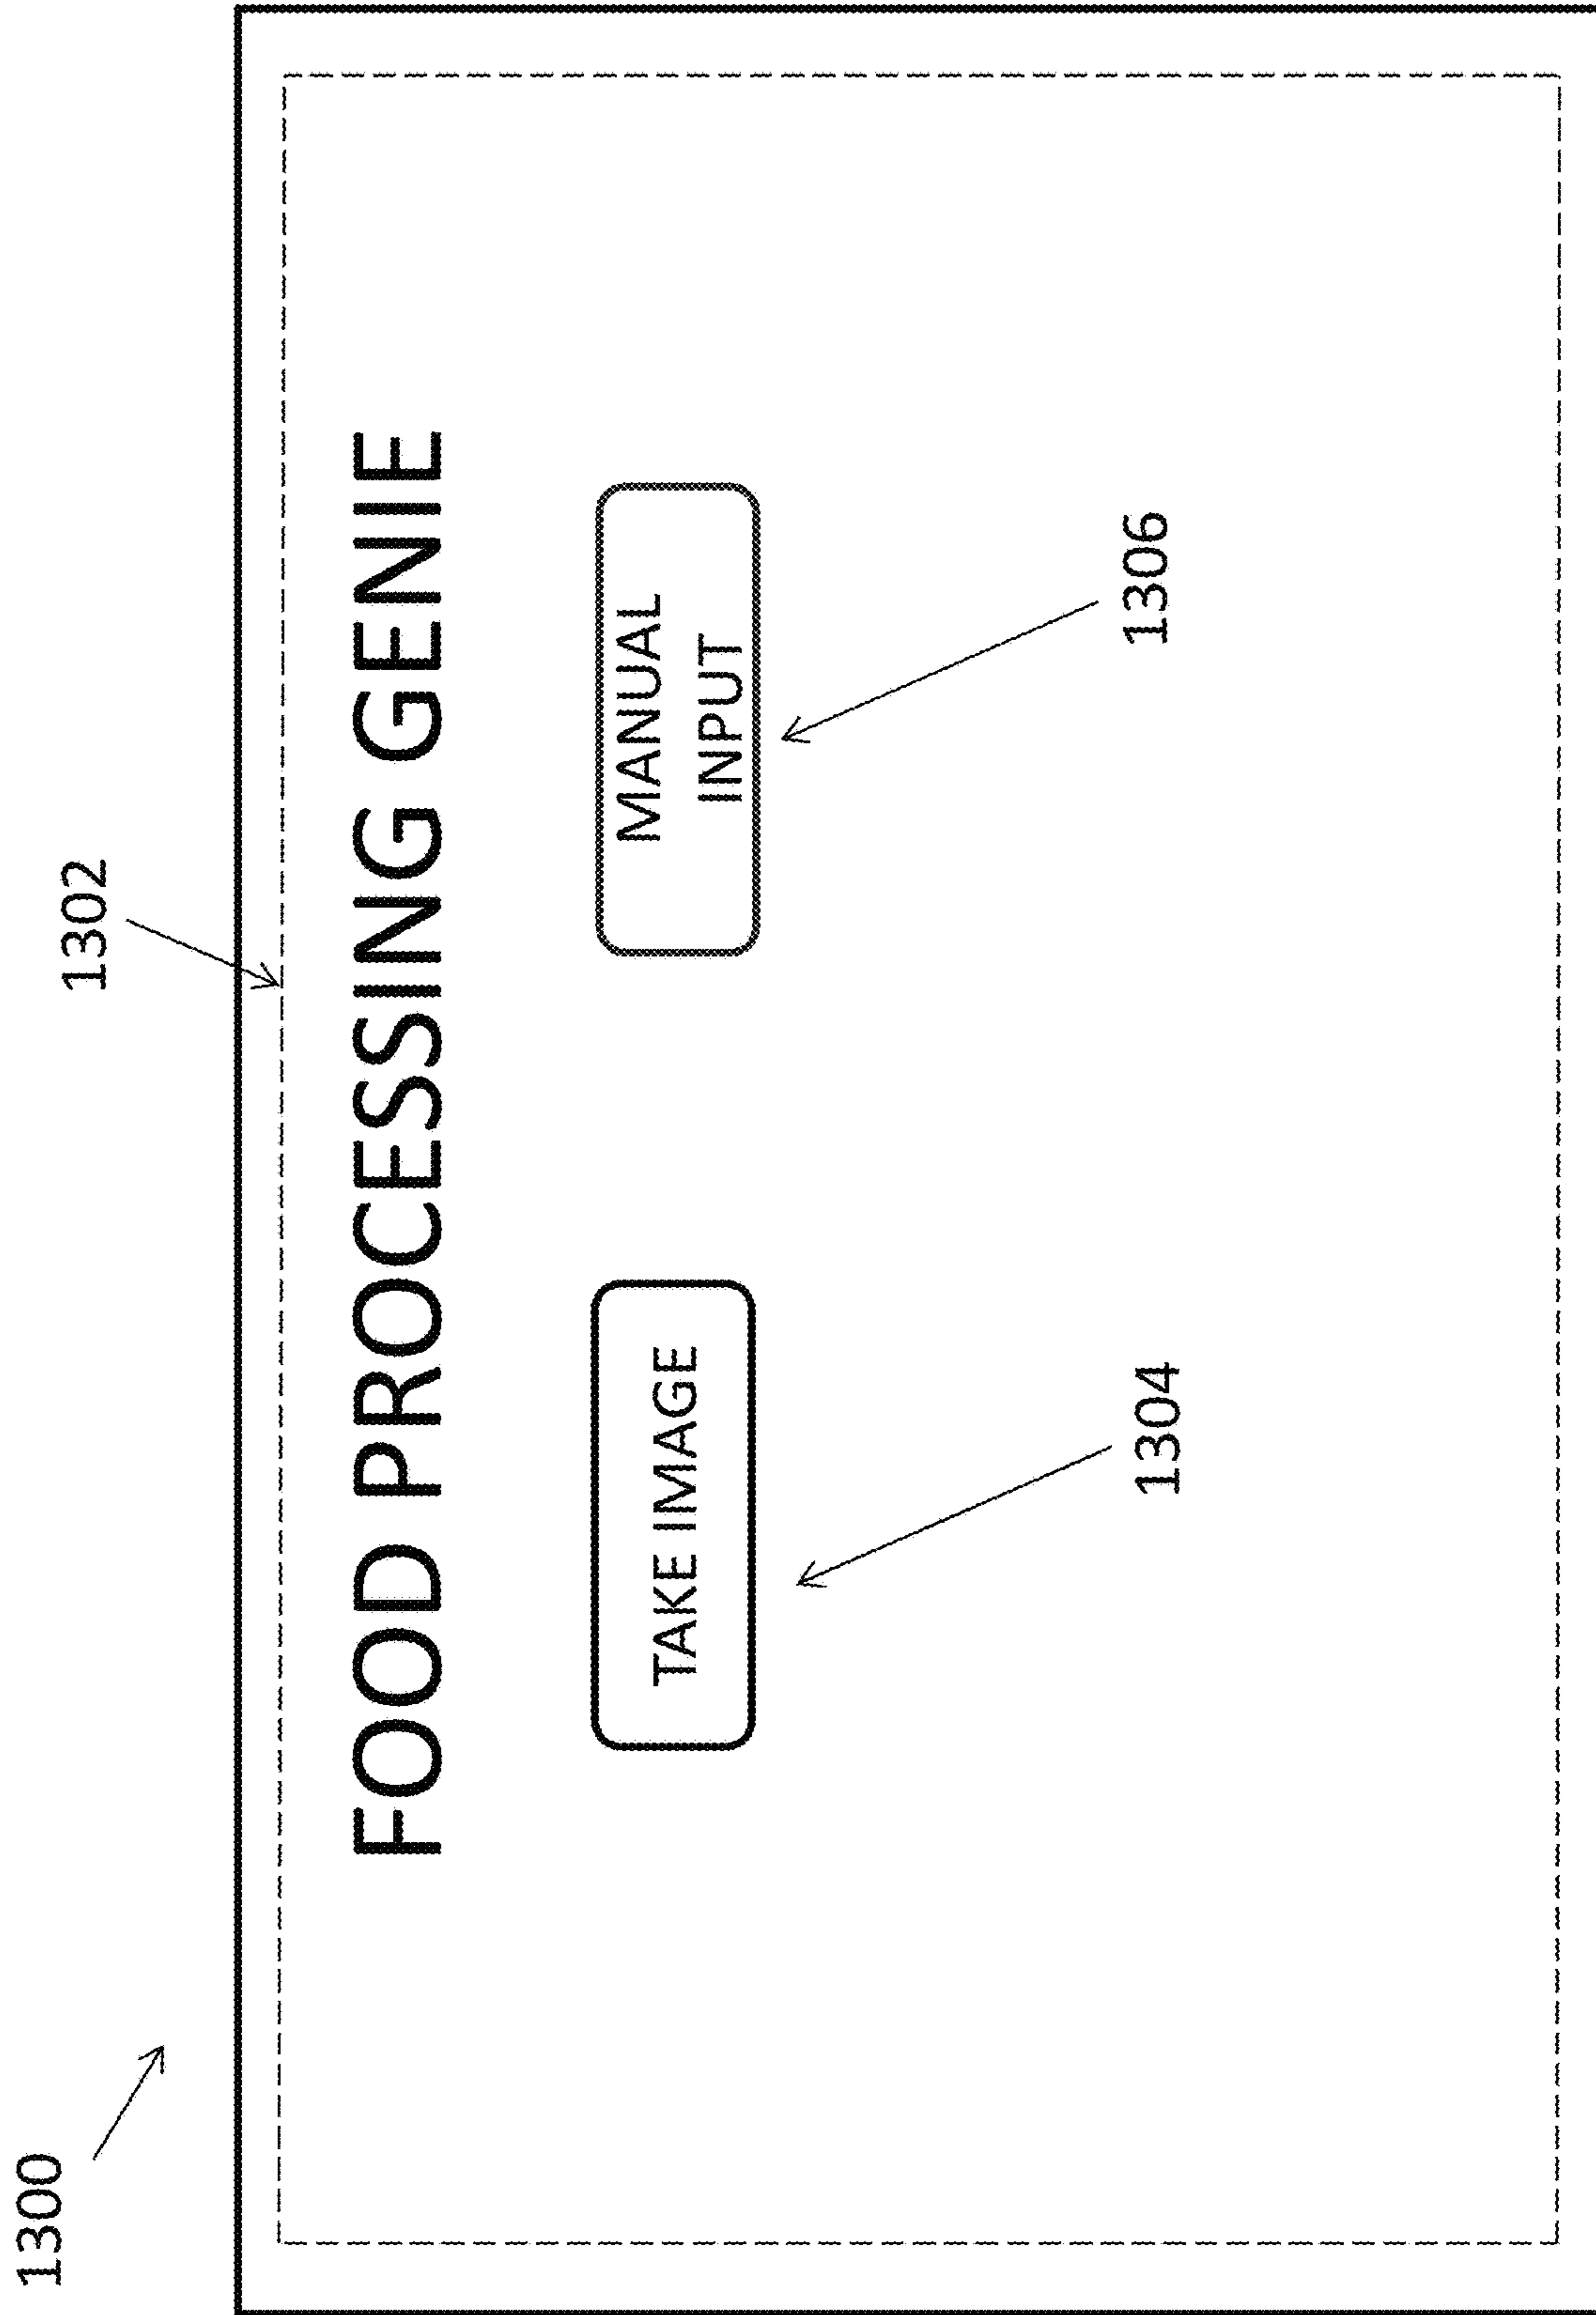 1300
1302
FOOD PROCESSING GENIE
TAKE IMAGE
MANUAL
INPUT
1304
1306